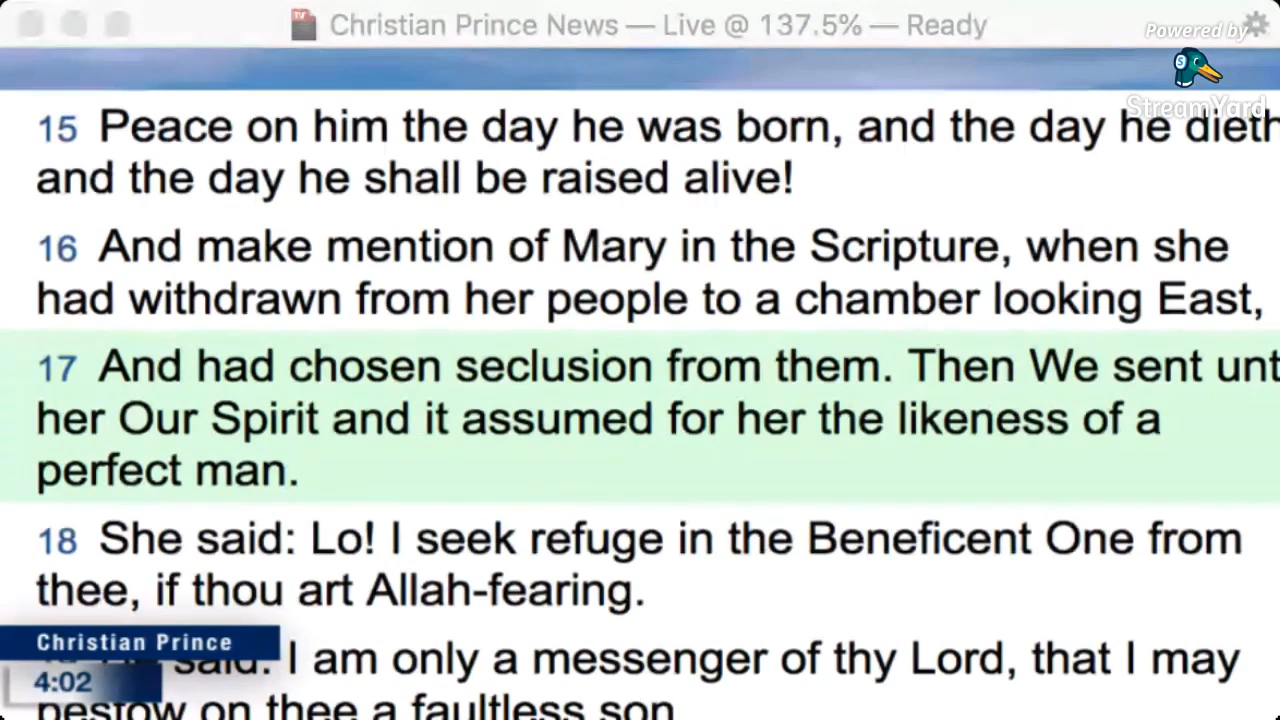 Christian Prince News — Live @ 137.5% — Ready
Powered by
StreamYard
15 Peace on him the day he was born, and the day he dieth
and the day he shall be raised alive!
16 And make mention of Mary in the Scripture, when she
had withdrawn from her people to a chamber looking East,
17 And had chosen seclusion from them. Then We sent unt
her Our Spirit and it assumed for her the likeness of a
perfect man.
18 She said: Lo! I seek refuge in the Beneficent One from
thee, if thou art Allah-fearing.
Christian Prince
said: I am only a messenger of thy Lord, that I may
4:02
bestow on thee a faultless son